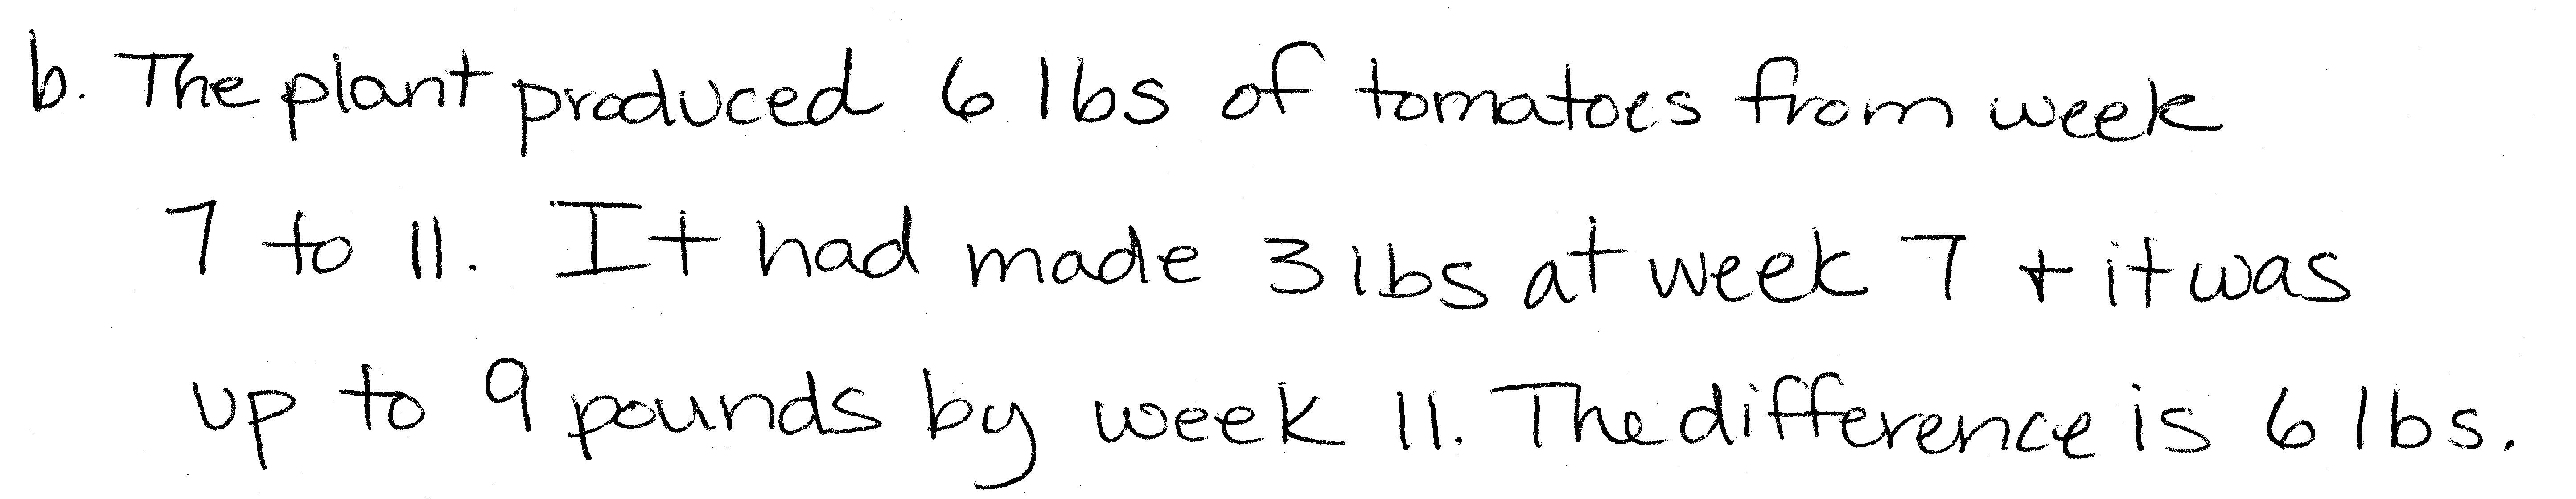 b. The plant produced 6 lbs of tomatoes from week
7 to 11. It had made 3 lbs at week 7 + it was
up to 9 pounds by week 11. The difference is 6 lbs.